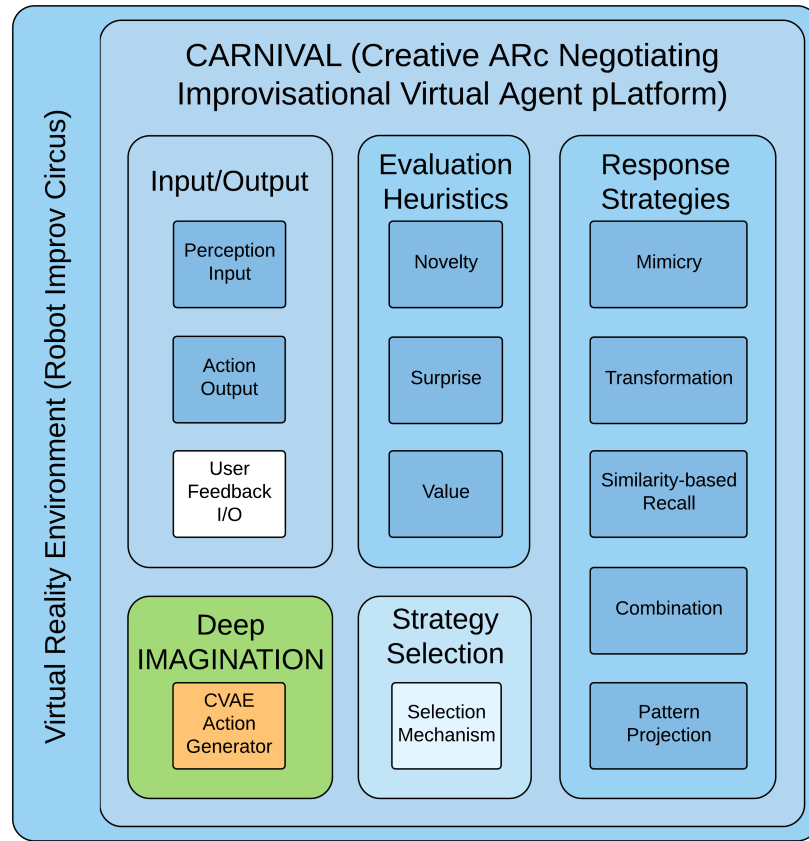 Virtual Reality Environment (Robot Improv Circus)
CARNIVAL (Creative ARc Negotiating
Improvisational Virtual Agent pLatform)
Input/Output
Perception
Input
Action
Output
User
Feedback
I/O
Evaluation
Heuristics
Novelty
Surprise
Value
Response
Strategies
Mimicry
Transformation
Similarity-based
Recall
Combination
Pattern
Projection
Deep
IMAGINATION
CVAE
Action
Generator
Strategy
Selection
Selection
Mechanism